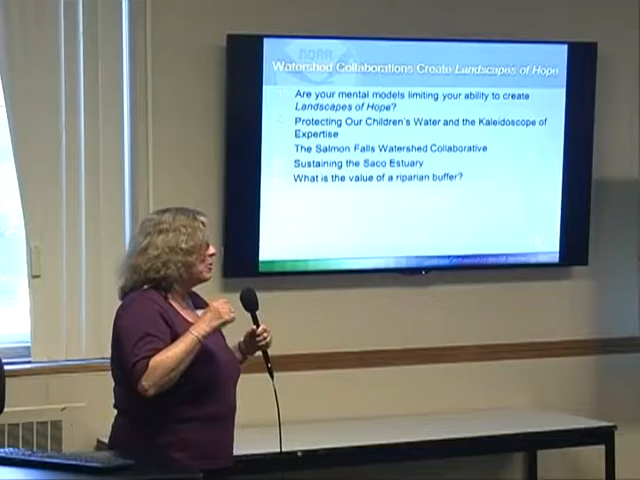 NORR
Watershed Collaborations Create Landscapes of Hope
Are your mental models limiting your ability to create
Landscapes of Hope?
Protecting Our Children's Water and the Kaleidoscope of
Expertise
The Salmon Falls Watershed Collaborative
Sustaining the Saco Estuary
What is the value of a riparian buffer?